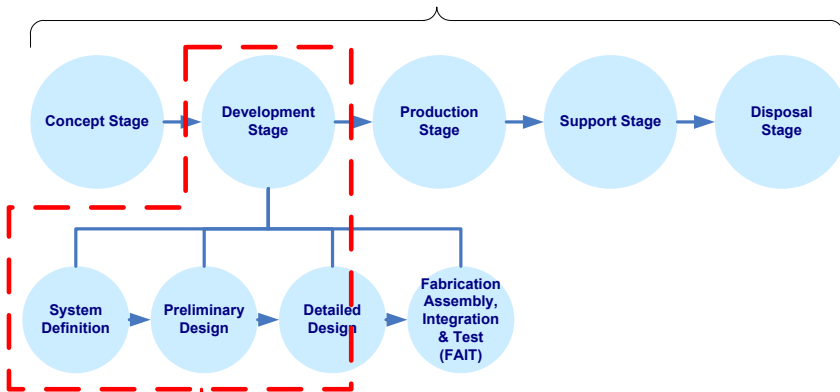 Concept Stage
Development
Stage
Production
Stage
Support Stage
Disposal
Stage
System
Definition
Preliminary
Design
Detailed
Design
Fabrication
Assembly,
Integration
& Test
(FAIT)